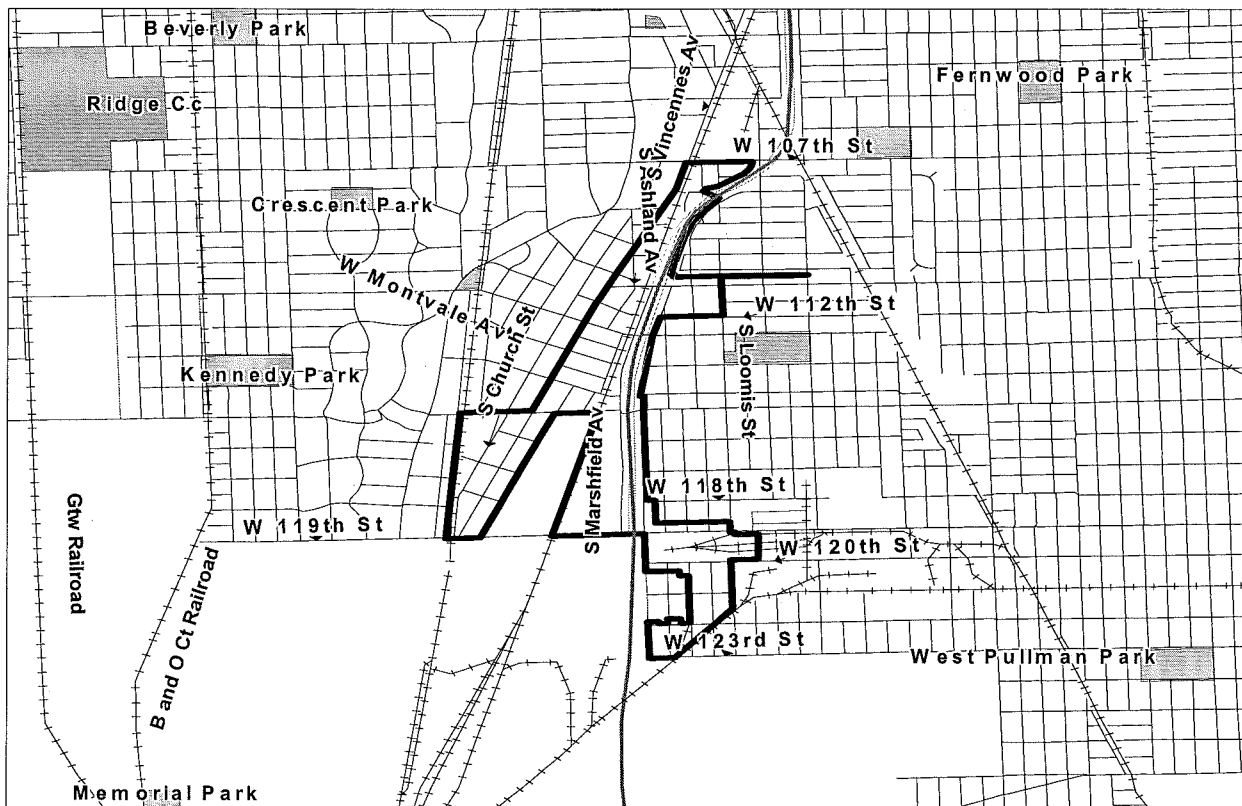 Beverly Park
Ridge Cc
Fernwood Park
S Vincennes Av
W 107th St
S Ashland Av
Crescent Park
W Montvale Av
W 112th St
S Loomis St
S Church St
Kennedy Park
S Marshfield Av
W 118th St
W 119th St
W 120th St
Gtw Railroad
B and O Ct Railroad
W 123rd St
West Pullman Park
Memorial Park